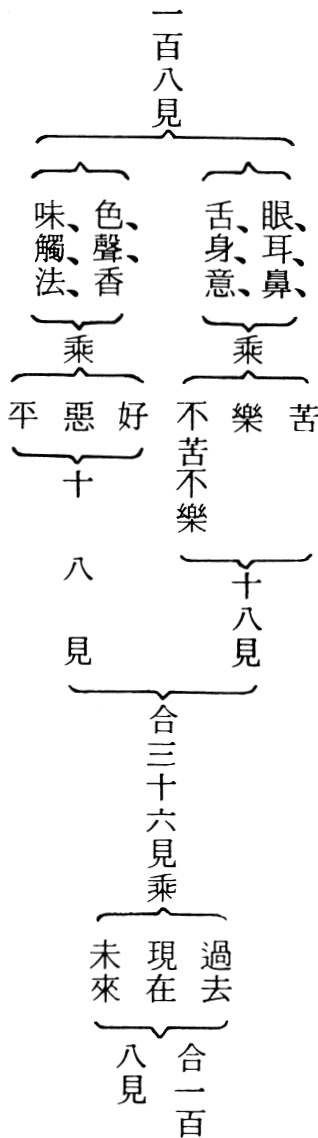 一百八見
眼、耳、鼻、
舌、身、意、
乘
苦
樂
不苦不樂
十八見
色、聲、香
味、觸、法、
乘
好
惡
平
十八見
合三十六見乘
過去
現在
未來
合一百
八見